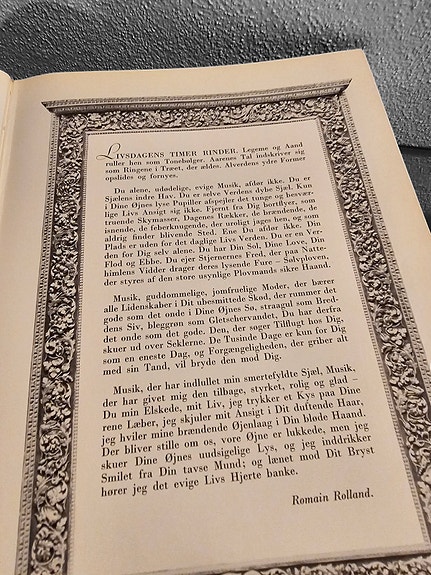 LIVSDAGENS TIMER RINDER. Legeme og Aand
ruller hen som Tonebølger. Aarenes Tal indskriver sig
som Ringene i Træet, der ældes. Alverdens ydre Former
opslides og fornyes.
Du alene, udødelige, evige Musik, afdør ikke. Du er
Sjælens indre Hav. Du er selve Verdens dybe Sjæl. Kun
i Dine Øjnes lyse Pupiller afspejler det tunge og besvær-
lige Livs Ansigt sig ikke. Fjernt fra Dig bortflyer, som
truende Skymasser, Dagenes Rækker, de brændende, de
isnende, de feberknugende, der uroligt jages hen, og som
aldrig finder blivende Sted. Ene Du afdør ikke. Din
Plads er uden for det daglige Livs Verden. Du er en Ver-
den for Dig selv alene. Du har Din Sol, Dine Love, Din
Flod og Ebbe. Du ejer Stjernernes Fred, der paa Natte-
himlens Vidder drager deres lysende Fure – Sølvploven,
der styres af den store usynlige Plovmands sikre Haand.
Musik, guddommelige, jomfruelige Moder, der bærer
alle Lidenskaber i Dit ubesmittede Skød, der rummer det
gode som det onde i Dine Øjnes Sø, straagul som Bred-
dens Siv, bleggrøn som Gletschervandet, Du har derfra
det onde som det gode. Den, der søger Tilflugt hos Dig,
skuer ud over Seklerne. De Tusinde Dage er kun for Dig
som en eneste Dag, og Forgængeligheden, der griber alt
med sin Tand, vil bryde den mod Dig.
Musik, der har indhullet min smertefyldte Sjæl, Musik,
der har givet mig den tilbage, styrket, rolig og glad –
Du min Elskede, mit Liv, jeg trykker et Kys paa Dine
rene Læber, jeg skjuler mit Ansigt i Dit duftende Haar,
jeg hviler mine brændende Øjenlaag i Din bløde Haand.
Der bliver stille om os, vore Øjne er lukkede, men jeg
skuer Dine Øjnes uudsigelige Lys, og jeg inddrikker
Smilet fra Din tavse Mund; og lænet mod Dit Bryst
hører jeg det evige Livs Hjerte banke.
Romain Rolland.